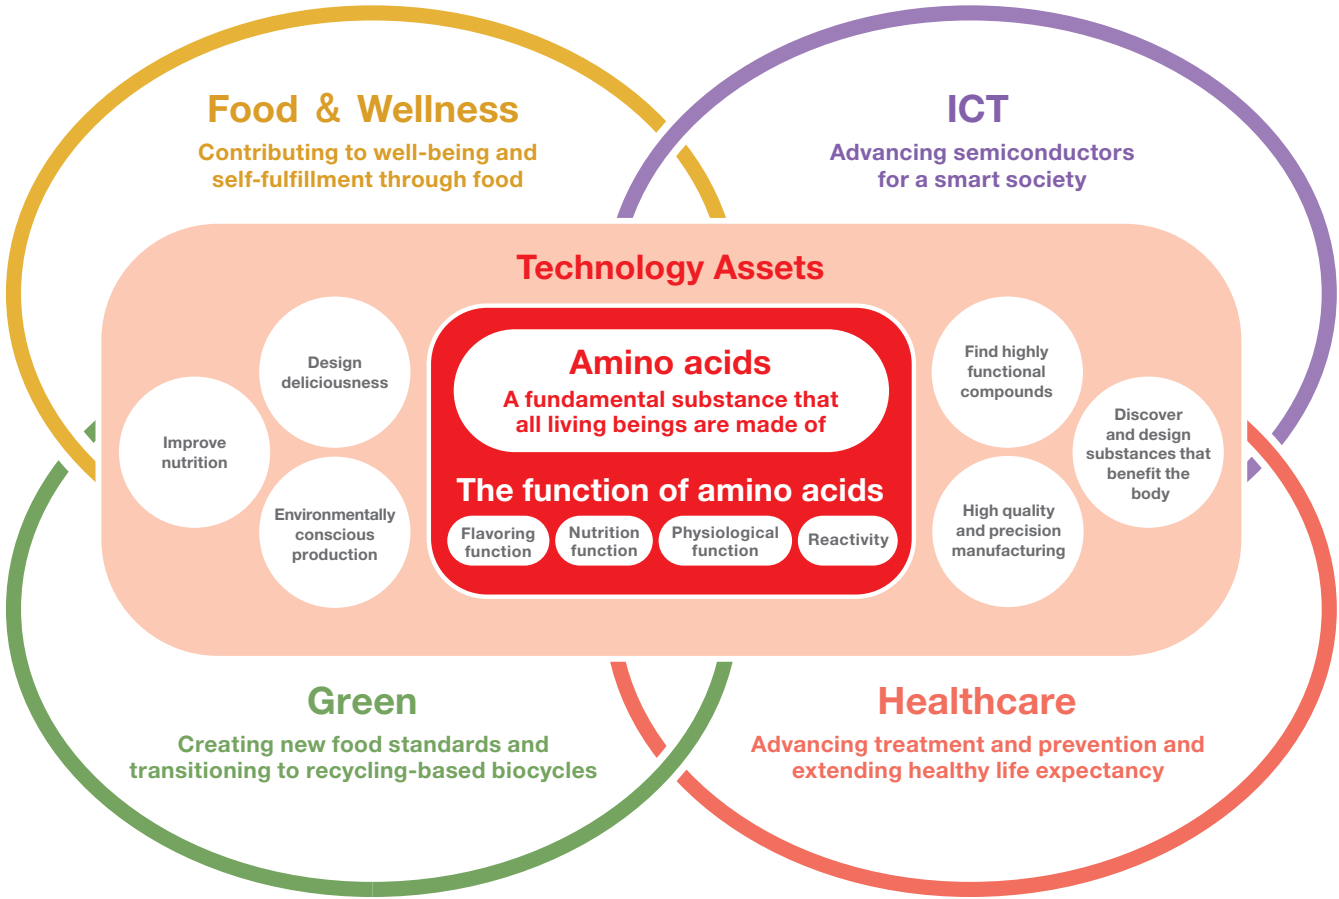 Food & Wellness
Contributing to well-being and
self-fulfillment through food
ICT
Advancing semiconductors
for a smart society
Technology Assets
Improve
nutrition
Design
deliciousness
Environmentally
conscious
production
Amino acids
A fundamental substance that
all living beings are made of
The function of amino acids
Flavoring
function
Nutrition
function
Physiological
function
Reactivity
Find highly
functional
compounds
High quality
and precision
manufacturing
Discover
and design
substances that
benefit the
body
Green
Creating new food standards and
transitioning to recycling-based biocycles
Healthcare
Advancing treatment and prevention and
extending healthy life expectancy